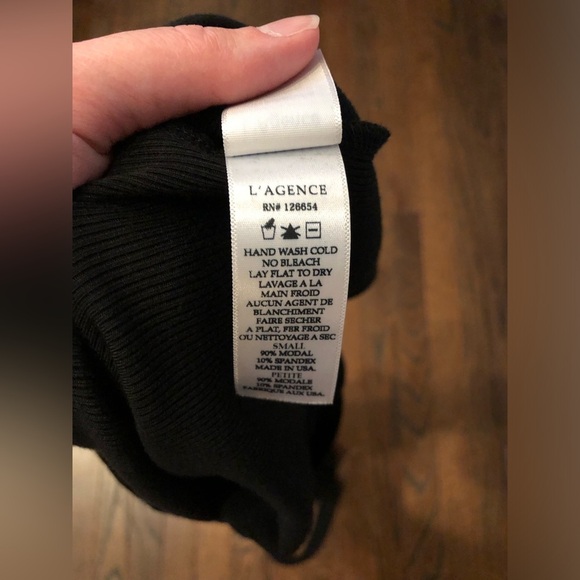 L'AGENCE
RN# 126654
HAND WASH COLD
NO BLEACH
LAY FLAT TO DRY
LAVAGE A LA
MAIN FROID
AUCUN AGENT DE
BLANCHIMENT
FAIRE SECHER
A PLAT, FER FROID
OU NETTOYAGE A SEC
SMALL
90% MODAL
10% SPANDEX
MADE IN USA.
PETITE
90% MODALE
10% SPANDEX
FABRIQUE AUX USA.